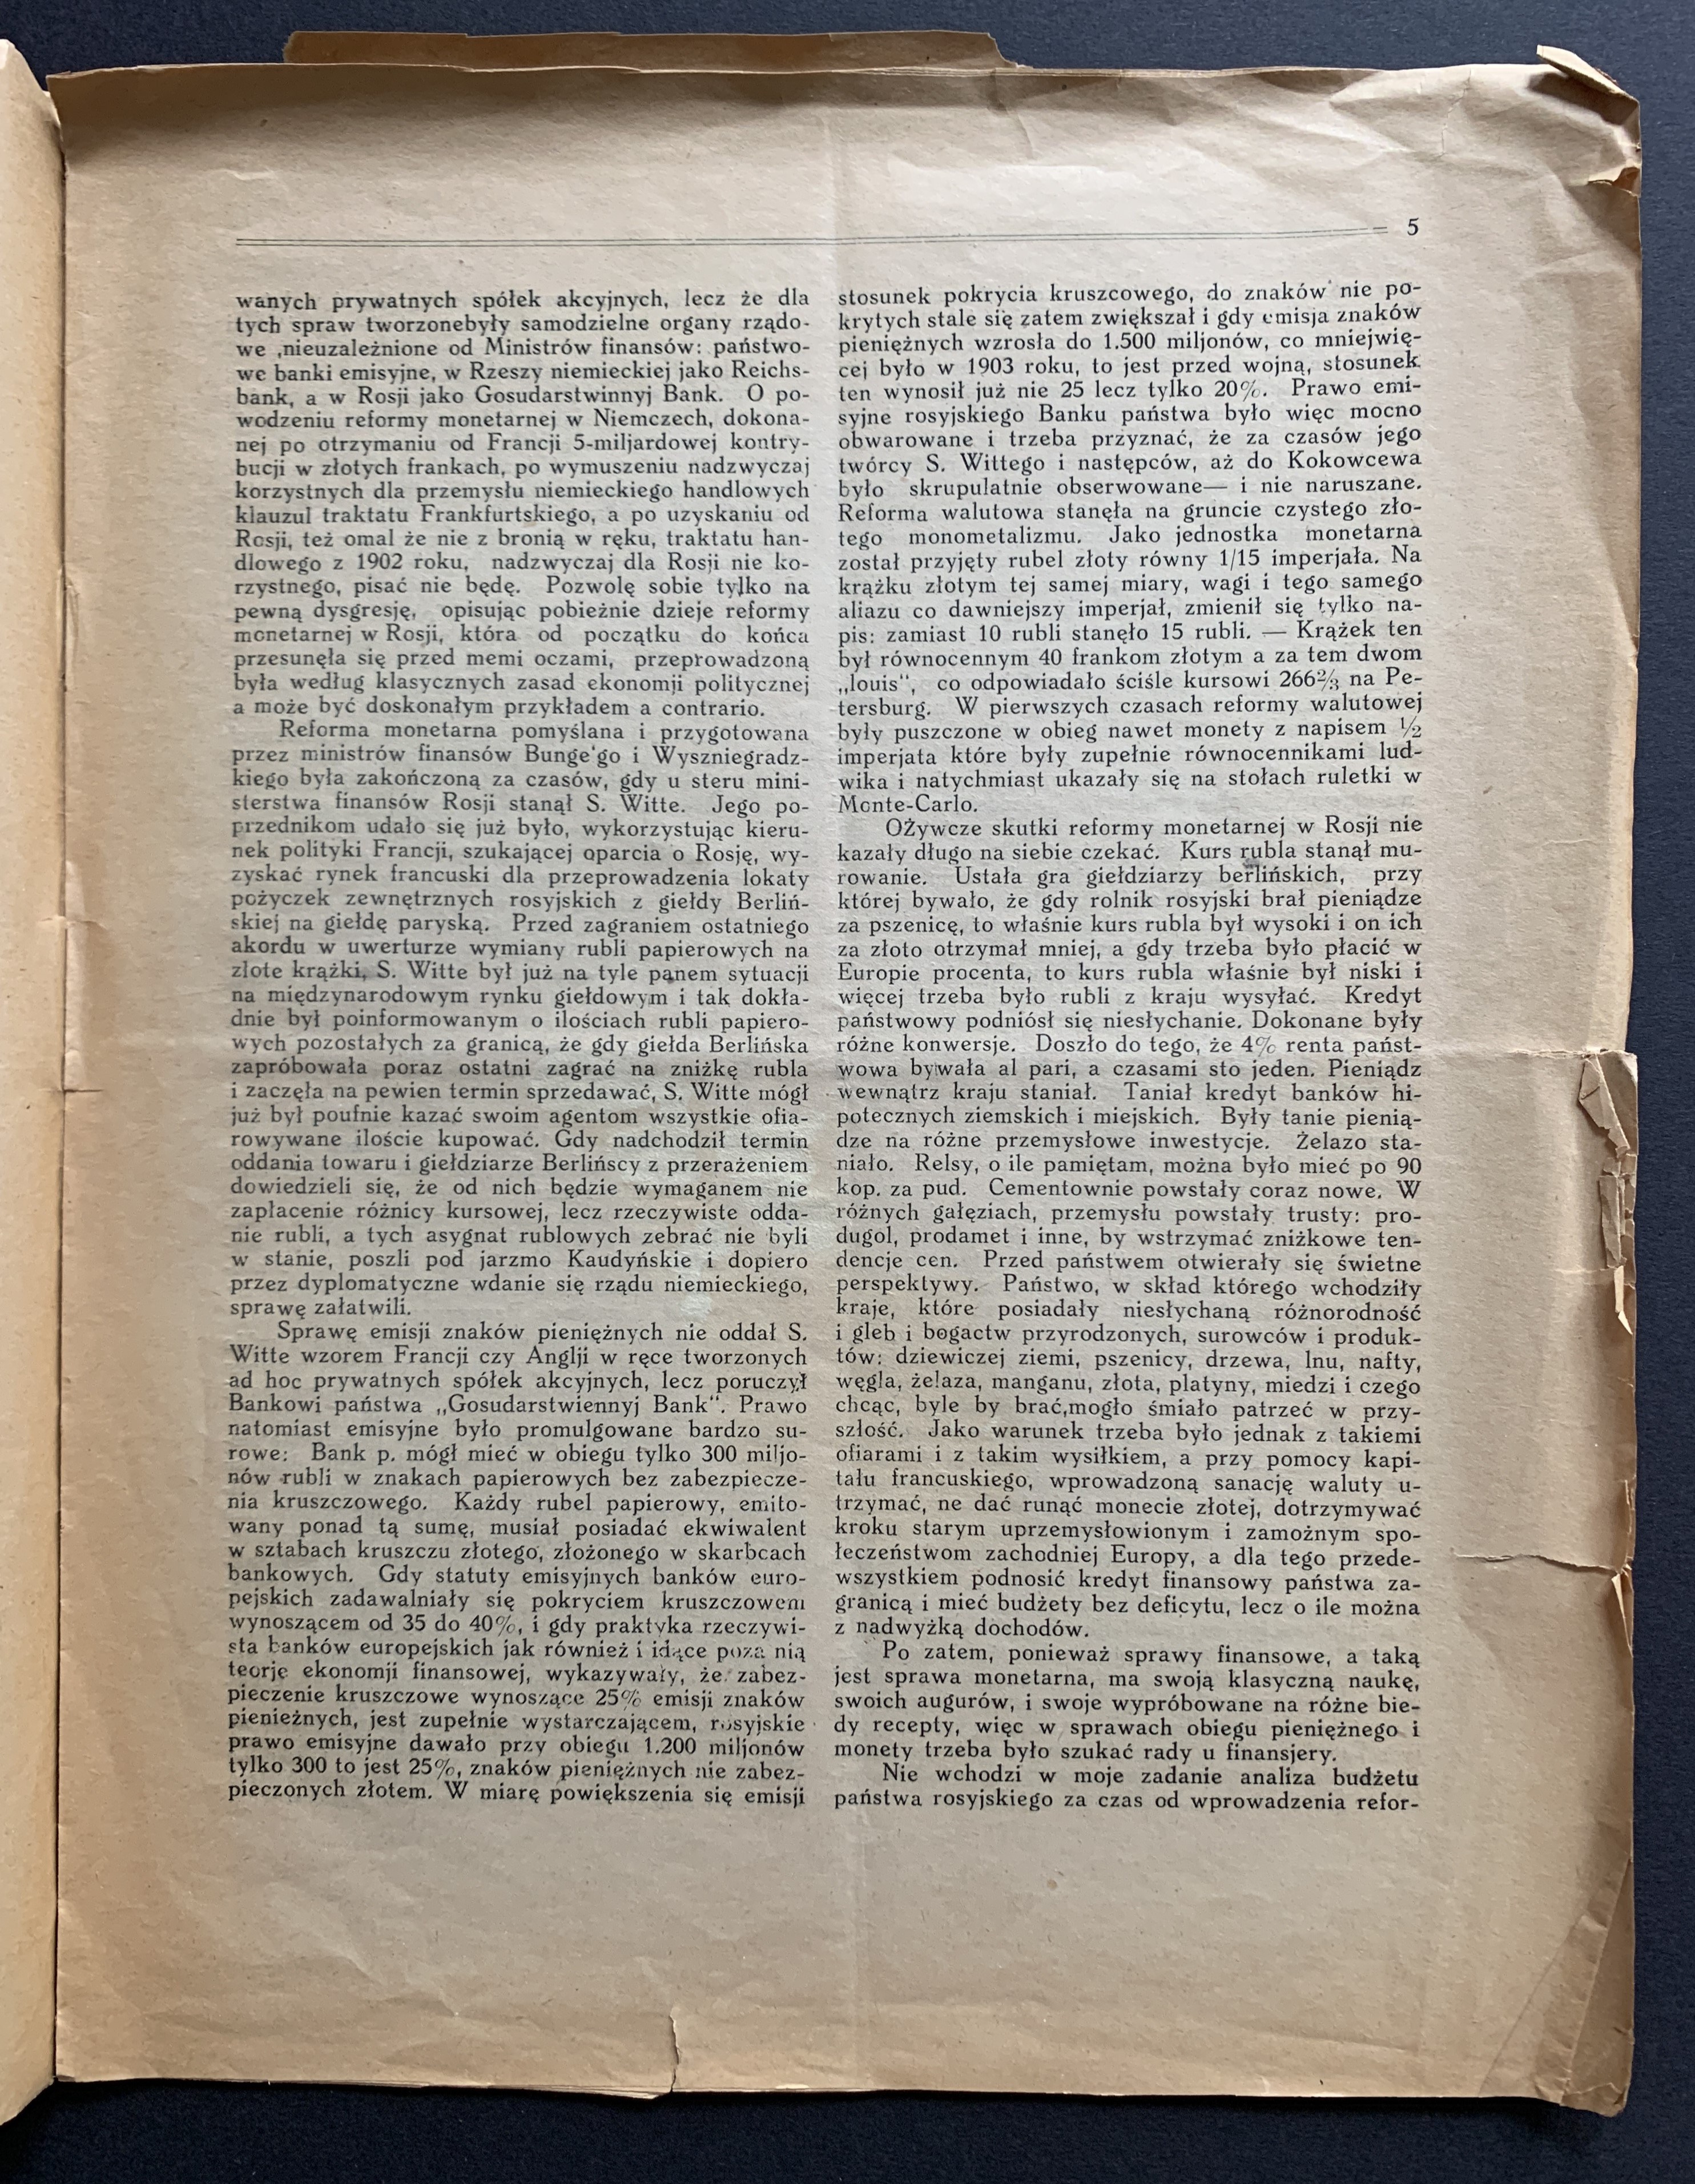 5
wanych prywatnych spółek akcyjnych, lecz że dla
tych spraw tworzonebyły samodzielne organy rządo-
we ,nieuzależnione od Ministrów finansów: państwo-
we banki emisyjne, w Rzeszy niemieckiej jako Reichs-
bank, a w Rosji jako Gosudarstwinnyj Bank. O po-
wodzeniu reformy monetarnej w Niemczech, dokona-
nej po otrzymaniu od Francji 5-miljardowej kontry-
bucji w złotych frankach, po wymuszeniu nadzwyczaj
korzystnych dla przemysłu niemieckiego handlowych
klauzul traktatu Frankfurtskiego, a po uzyskaniu od
Rosji, też omal że nie z bronią w ręku, traktatu han-
dlowego z 1902 roku, nadzwyczaj dla Rosji nie ko-
rzystnego, pisać nie będę. Pozwolę sobie tylko na
pewną dysgresję, opisując pobieżnie dzieje reformy
monetarnej w Rosji, która od początku do końca
przesunęła się przed memi oczami, przeprowadzoną
była według klasycznych zasad ekonomji politycznej
a może być doskonałym przykładem a contrario.
Reforma monetarna pomyślana i przygotowana
przez ministrów finansów Bunge'go i Wyszniegradz-
kiego była zakończoną za czasów, gdy u steru mini-
sterstwa finansów Rosji stanął S. Witte. Jego po-
przednikom udało się już było, wykorzystując kieru-
nek polityki Francji, szukającej oparcia o Rosję, wy-
zyskać rynek francuski dla przeprowadzenia lokaty
pożyczek zewnętrznych rosyjskich z giełdy Berliń-
skiej na giełdę paryską. Przed zagraniem ostatniego
akordu w uwerturze wymiany rubli papierowych na
złote krążki, S. Witte był już na tyle panem sytuacji
na międzynarodowym rynku giełdowym i tak dokła-
dnie był poinformowanym o ilościach rubli papiero-
wych pozostałych za granicą, że gdy giełda Berlińska
zapróbowała poraz ostatni zagrać na zniżkę rubla
i zaczęła na pewien termin sprzedawać, S. Witte mógł
już był poufnie kazać swoim agentom wszystkie ofia-
rowywane ilości​e kupować. Gdy nadchodził termin
oddania towaru i giełdziarze Berlińscy z przerażeniem
dowiedzieli się, że od nich będzie wymaganem nie
zapłacenie różnicy kursowej, lecz rzeczywiste odda-
nie rubli, a tych asygnat rublowych zebrać nie byli
w stanie, poszli pod jarzmo Kaudyńskie i dopiero
przez dyplomatyczne wdanie się rządu niemieckiego,
sprawę załatwili.
Sprawę emisji znaków pieniężnych nie oddał S.
Witte wzorem Francji czy Anglji w ręce tworzonych
ad hoc prywatnych spółek akcyjnych, lecz poruczył
Bankowi państwa „Gosudarstwiennyj Bank". Prawo
natomiast emisyjne było promulgowane bardzo su-
rowe: Bank p. mógł mieć w obiegu tylko 300 miljo-
nów rubli w znakach papierowych bez zabezpiecze-
nia kruszczowego. Każdy rubel papierowy, emito-
wany ponad tą sumę, musiał posiadać ekwiwalent
w sztabach kruszczu złotego, złożonego w skarbcach
bankowych. Gdy statuty emisyjnych banków euro-
pejskich zadawalniały się pokryciem kruszczowem
wynoszącem od 35 do 40%, i gdy praktyka rzeczywi-
sta banków europejskich jak również i idące poza nią
teorje ekonomji finansowej, wykazywały, że zabez-
pieczenie kruszczowe wynoszące 25% emisji znaków
pienieżnych, jest zupełnie wystarczającem, rosyjskie
prawo emisyjne dawało przy obiegu 1.200 miljonów
tylko 300 to jest 25%, znaków pieniężnych nie zabez-
pieczonych złotem. W miarę powiększenia się emisji
stosunek pokrycia kruszcowego, do znaków nie po-
krytych stale się zatem zwiększał i gdy emisja znaków
pieniężnych wzrosła do 1.500 miljonów, co mniejwię-
cej było w 1903 roku, to jest przed wojną, stosunek
ten wynosił już nie 25 lecz tylko 20%. Prawo emi-
syjne rosyjskiego Banku państwa było więc mocno
obwarowane i trzeba przyznać, że za czasów jego
twórcy S. Wittego i następców, aż do Kokowcewa
było skrupulatnie obserwowane— i nie naruszane.
Reforma walutowa stanęła na gruncie czystego zło-
tego monometalizmu. Jako jednostka monetarna
został przyjęty rubel złoty równy 1/15 imperjała. Na
krążku złotym tej samej miary, wagi i tego samego
aliazu co dawniejszy imperjał, zmienił się tylko na-
pis: zamiast 10 rubli stanęło 15 rubli. — Krążek ten
był równocennym 40 frankom złotym a za tem dwom
„louis", co odpowiadało ściśle kursowi 266⅔ na Pe-
tersburg. W pierwszych czasach reformy walutowej
były puszczone w obieg nawet monety z napisem ½
imperjata które były zupełnie równocennikami lud-
wika i natychmiast ukazały się na stołach ruletki w
Monte-Carlo.
OŻywcze skutki reformy monetarnej w Rosji nie
kazały długo na siebie czekać. Kurs rubla stanął mu-
rowanie. Ustała gra giełdziarzy berlińskich, przy
której bywało, że gdy rolnik rosyjski brał pieniądze
za pszenicę, to właśnie kurs rubla był wysoki i on ich
za złoto otrzymał mniej, a gdy trzeba było płacić w
Europie procenta, to kurs rubla właśnie był niski i
więcej trzeba było rubli z kraju wysyłać. Kredyt
państwowy podniósł się niesłychanie. Dokonane były
różne konwersje. Doszło do tego, że 4% renta państ-
wowa bywała al pari, a czasami sto jeden. Pieniądz
wewnątrz kraju staniał. Taniał kredyt banków hi-
potecznych ziemskich i miejskich. Były tanie pienią-
dze na różne przemysłowe inwestycje. Żelazo sta-
niało. Relsy, o ile pamiętam, można było mieć po 90
kop. za pud. Cementownie powstały coraz nowe. W
różnych gałęziach, przemysłu powstały trusty: pro-
dugol, prodamet i inne, by wstrzymać zniżkowe ten-
dencje cen. Przed państwem otwierały się świetne
perspektywy. Państwo, w skład którego wchodziły
kraje, które posiadały niesłychaną różnorodność
i gleb i bogactw przyrodzonych, surowców i produk-
tów: dziewiczej ziemi, pszenicy, drzewa, lnu, nafty,
węgla, żelaza, manganu, złota, platyny, miedzi i czego
chcąc, byle by brać,mogło śmiało patrzeć w przy-
szłość. Jako warunek trzeba było jednak z takiemi
ofiarami i z takim wysiłkiem, a przy pomocy kapi-
tału francuskiego, wprowadzoną sanację waluty u-
trzymać, ne dać runąć monecie złotej, dotrzymywać
kroku starym uprzemysłowionym i zamożnym spo-
łeczeństwom zachodniej Europy, a dla tego przede-
wszystkiem podnosić kredyt finansowy państwa za-
granicą i mieć budżety bez deficytu, lecz o ile można
z nadwyżką dochodów.
Po zatem, ponieważ sprawy finansowe, a taką
jest sprawa monetarna, ma swoją klasyczną naukę,
swoich augurów, i swoje wypróbowane na różne bie-
dy recepty, więc w sprawach obiegu pieniężnego i
monety trzeba było szukać rady u finansjery.
Nie wchodzi w moje zadanie analiza budżetu
państwa rosyjskiego za czas od wprowadzenia refor-